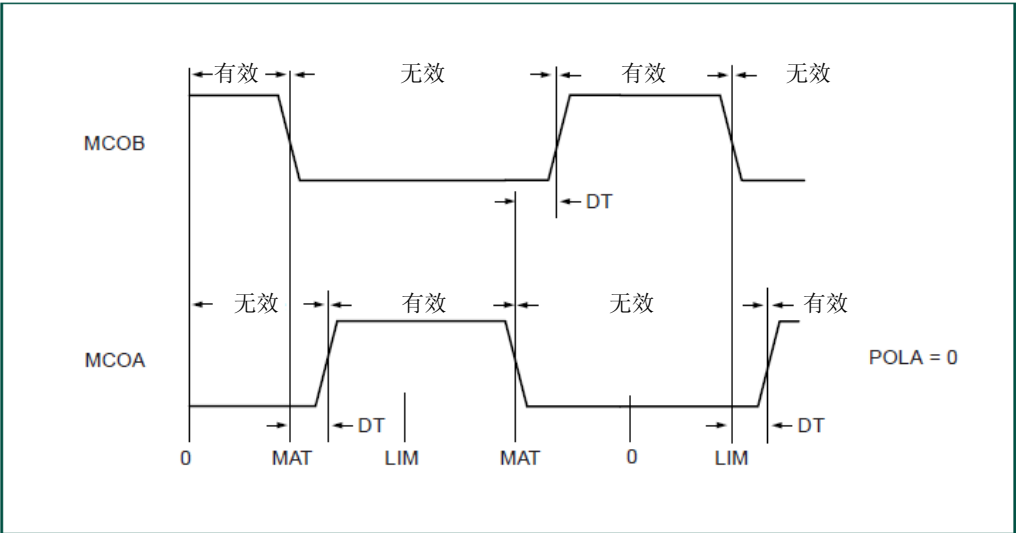 有效 无效 有效 无效
MCOB
DT
无效 有效 无效 有效
MCOA
POLA = 0
DT DT
0 MAT LIM MAT 0 LIM